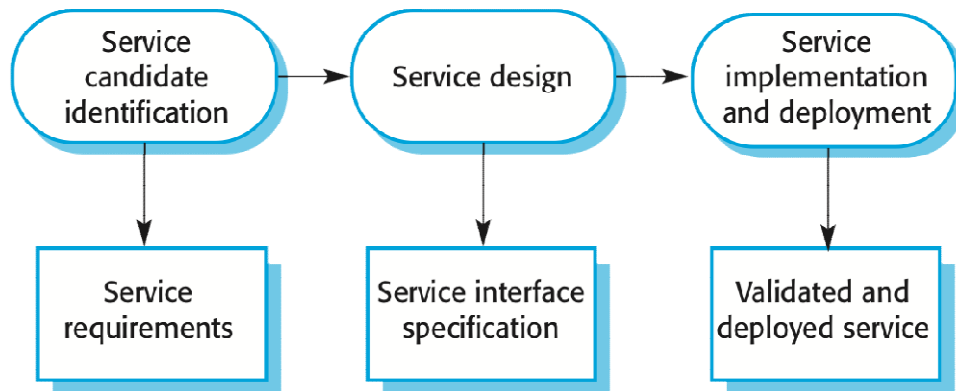 Service
candidate
identification
Service design
Service
implementation
and deployment
Service
requirements
Service interface
specification
Validated and
deployed service